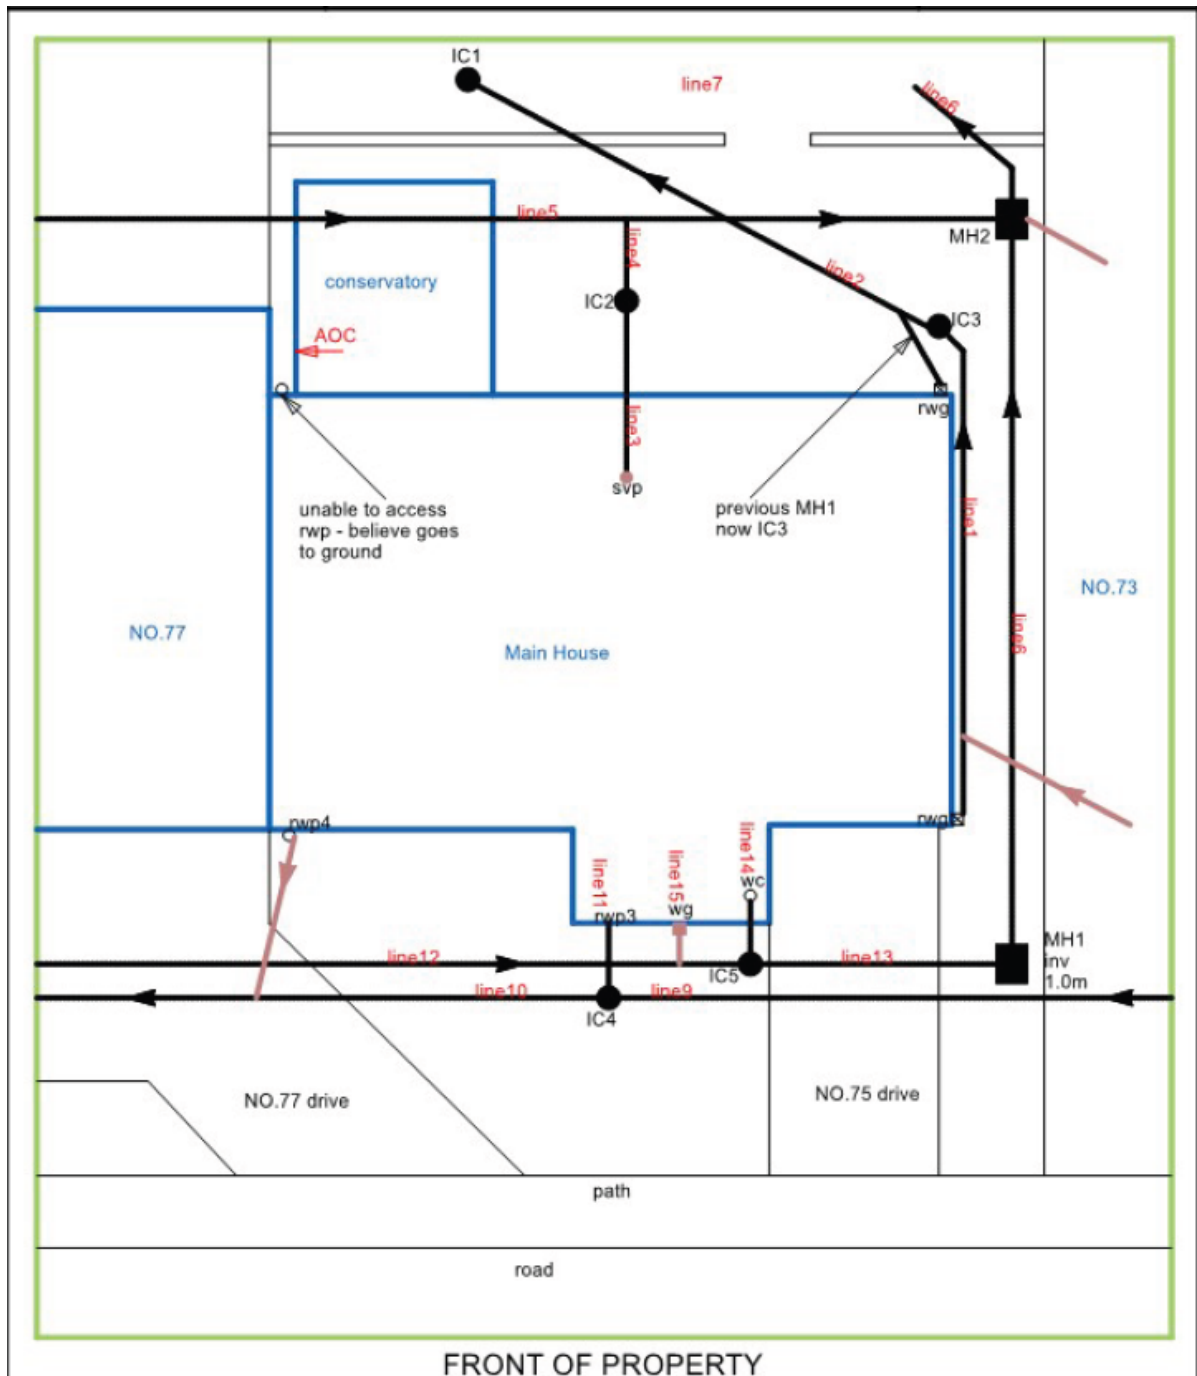 IC1
line7
line6
line5
MH2
line4
line2
conservatory
IC2
IC3
AOC
rwg
line3
svp
unable to access
rwp - believe goes
to ground
previous MH1
now IC3
line1
NO.73
NO.77
Main House
line6
rwp4
rwg
line11
line15
line14
wc
rwp3
wg
line12
IC5
line13
MH1
inv
1.0m
line10
line9
IC4
NO.77 drive
NO.75 drive
path
road
FRONT OF PROPERTY